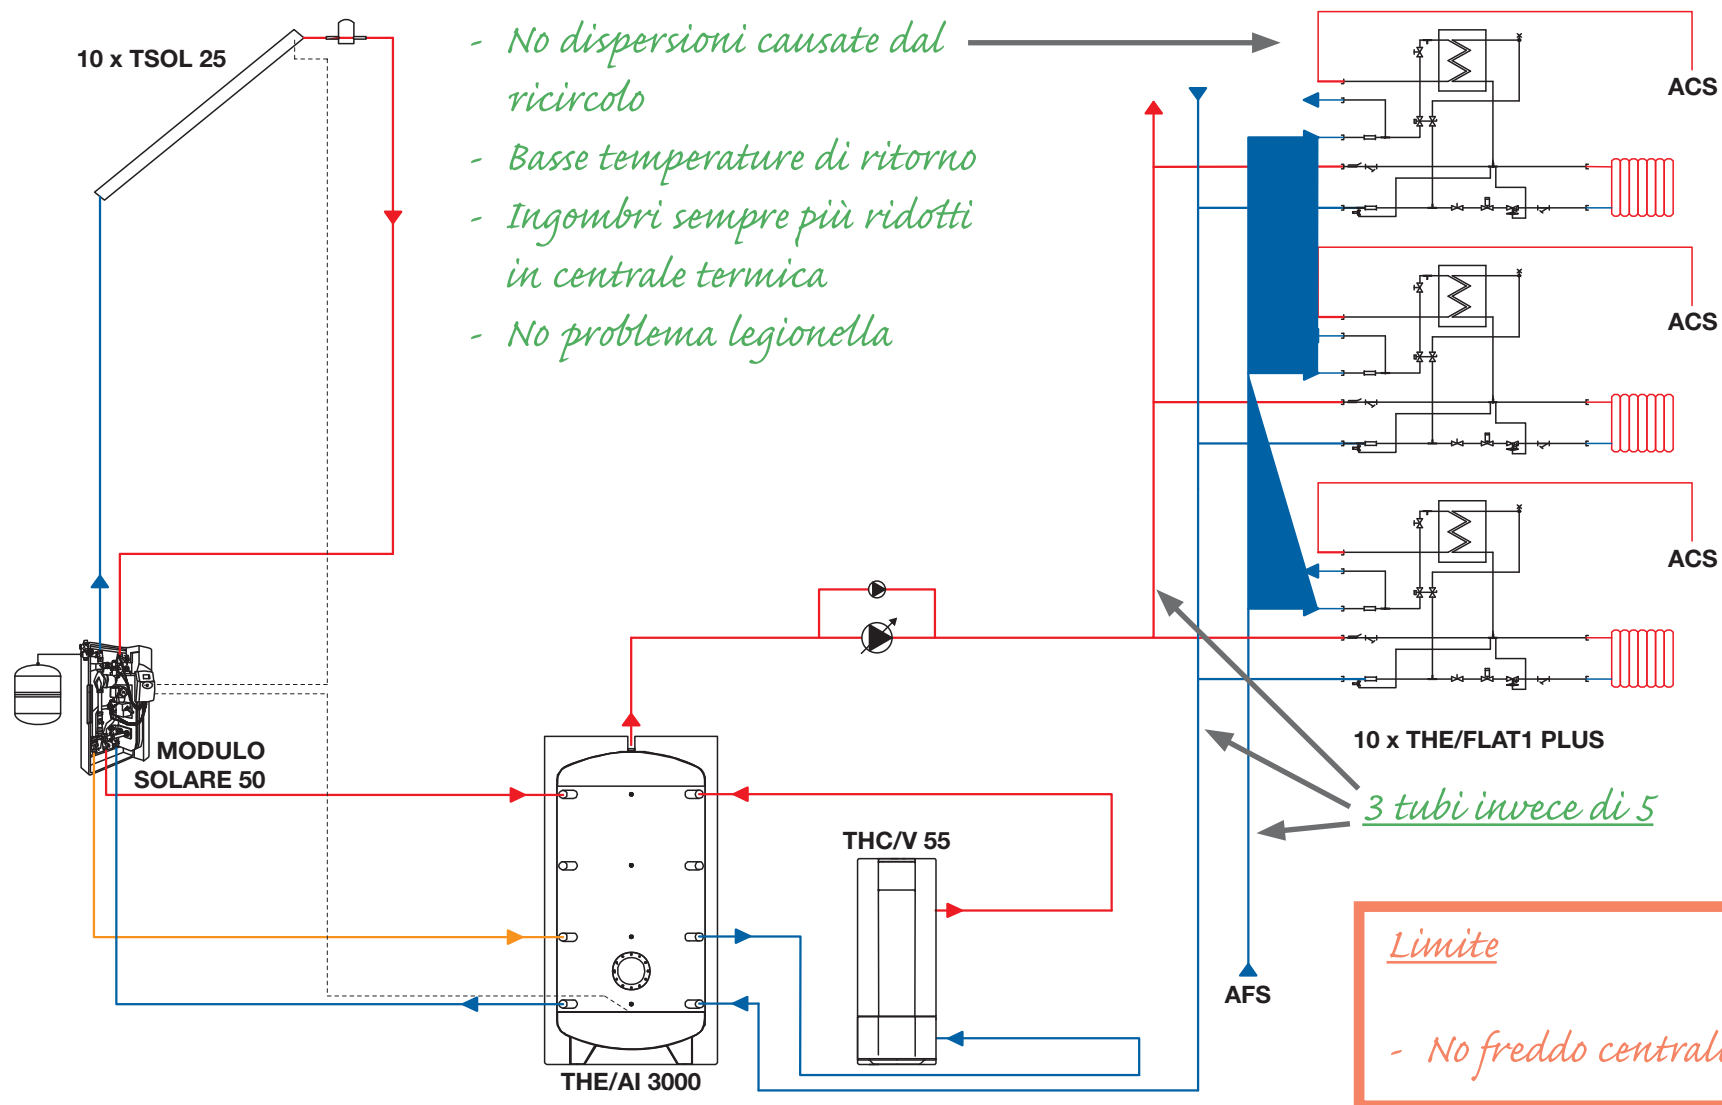 10 x TSOL 25
- No dispersioni causate dal
ricircolo
- Basse temperature di ritorno
- Ingombri sempre più ridotti
in centrale termica
- No problema legionella
ACS
ACS
ACS
MODULO
SOLARE 50
10 x THE/FLAT1 PLUS
3 tubi invece di 5
THC/V 55
THE/AI 3000
AFS
Limite
- No freddo central